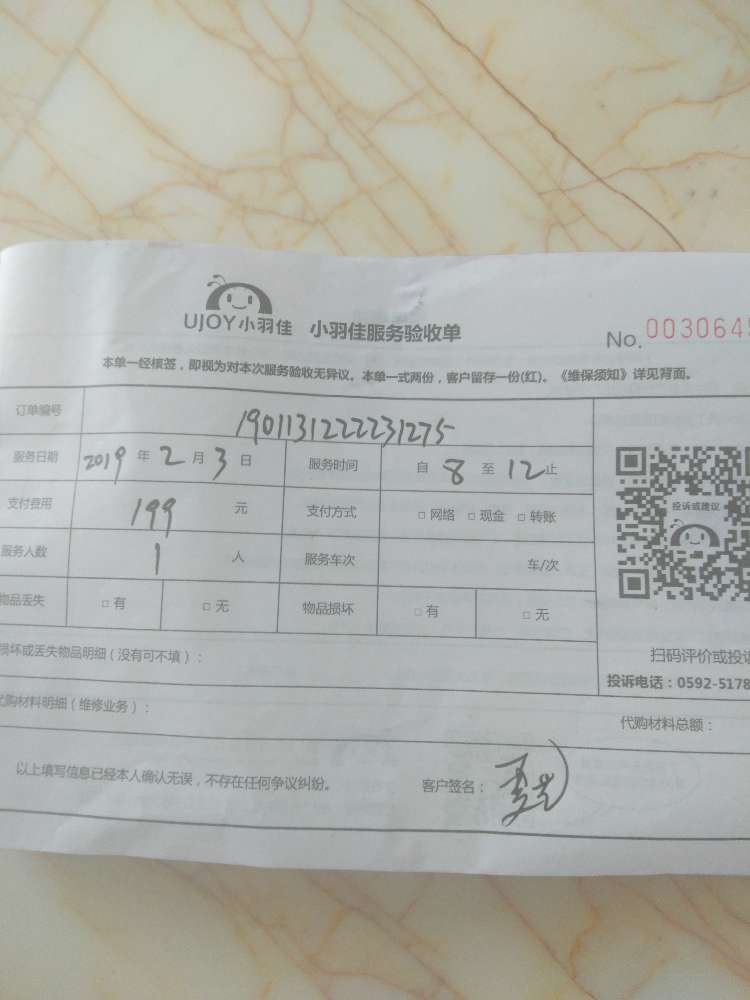 UJOY小羽佳 小羽佳服务验收单 No. 003064
本单一经核签，即视为对本次服务验收无异议。本单一式两份，客户留存一份(红)。《维保须知》详见背面。
订单编号 1901131222231275
服务日期 2019 年 2 月 3 日 服务时间 自 8 至 12 止
支付费用 199 元 支付方式 □ 网络 □ 现金 □ 转账
投诉或建议
服务人数 1 人 服务车次 车/次
物品丢失 □ 有 □ 无 物品损坏 □ 有 □ 无
损坏或丢失物品明细（没有可不填）：
扫码评价或投诉
投诉电话：0592-5178
代购材料明细（维修业务）： 代购材料总额：
以上填写信息已经本人确认无误，不存在任何争议纠纷。 客户签名：